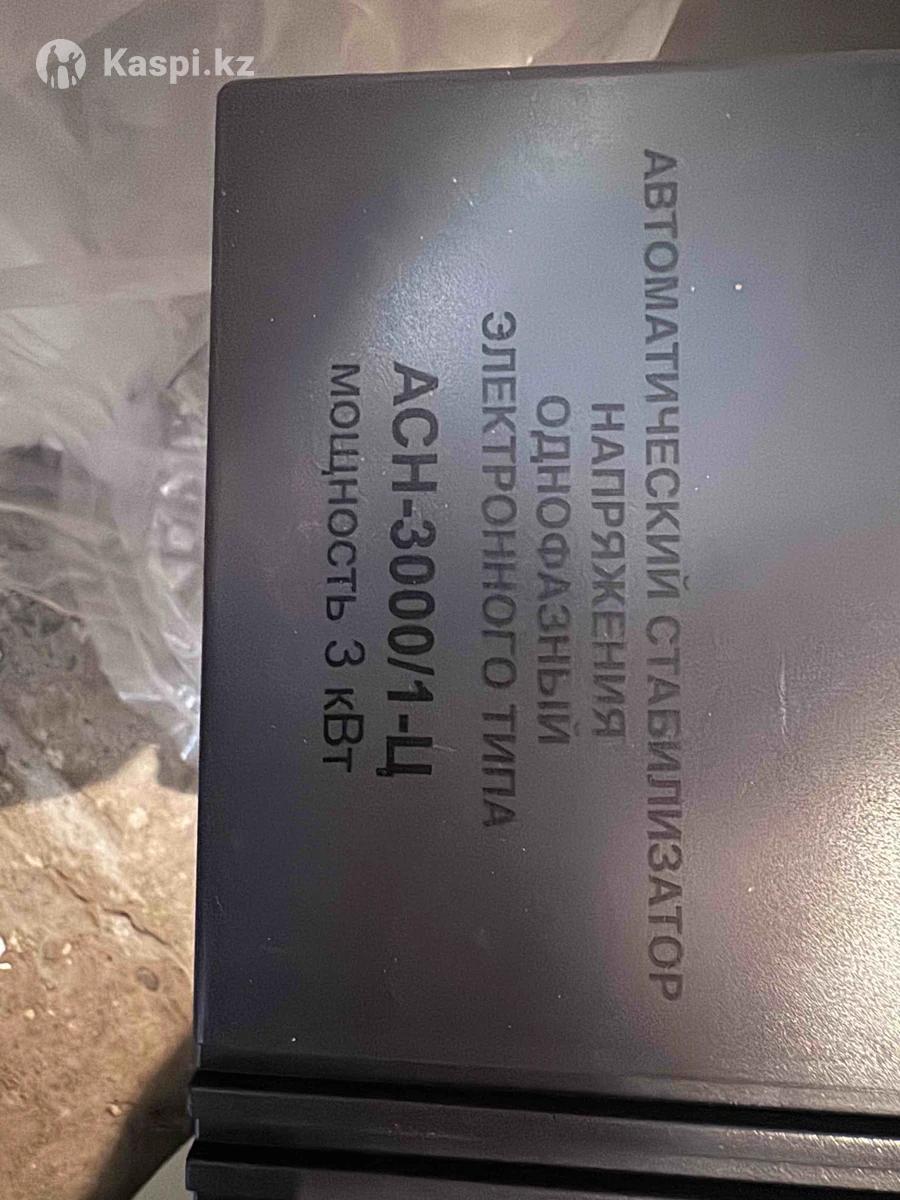 Kaspi.kz
АВТОМАТИЧЕСКИЙ СТАБИЛИЗАТОР
НАПРЯЖЕНИЯ
ОДНОФАЗНЫЙ
ЭЛЕКТРОННОГО ТИПА
АСН-3000/1-Ц
МОЩНОСТЬ 3 кВт